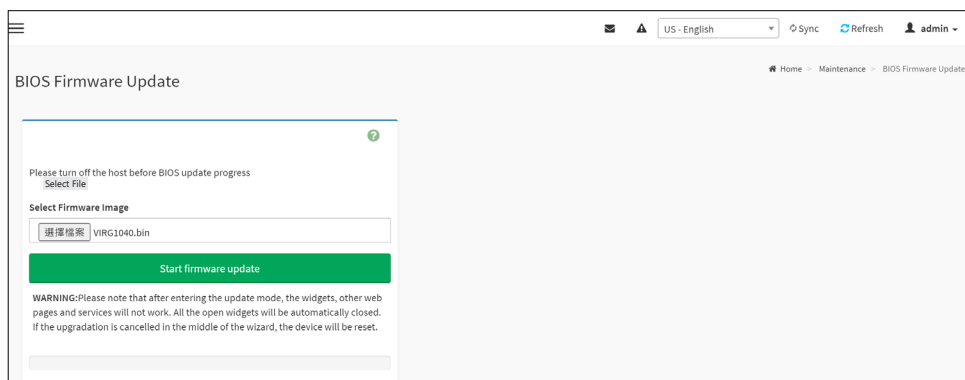 US - English
Sync
Refresh
admin
BIOS Firmware Update
Home > Maintenance > BIOS Firmware Update
Please turn off the host before BIOS update progress
Select File
Select Firmware Image
選擇檔案 VIRG1040.bin
Start firmware update
WARNING:Please note that after entering the update mode, the widgets, other web
pages and services will not work. All the open widgets will be automatically closed.
If the upgradation is cancelled in the middle of the wizard, the device will be reset.